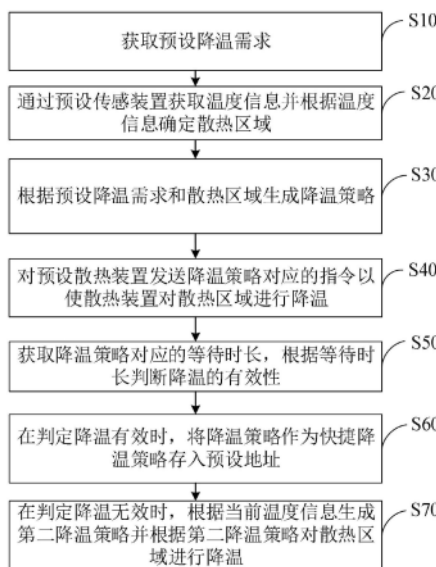 S10
获取预设降温需求
S20
通过预设传感装置获取温度信息并根据温度
信息确定散热区域
S30
根据预设降温需求和散热区域生成降温策略
S40
对预设散热装置发送降温策略对应的指令以
使散热装置对散热区域进行降温
S50
获取降温策略对应的等待时长，根据等待时
长判断降温的有效性
S60
在判定降温有效时，将降温策略作为快捷降
温策略存入预设地址
S70
在判定降温无效时，根据当前温度信息生成
第二降温策略并根据第二降温策略对散热区
域进行降温